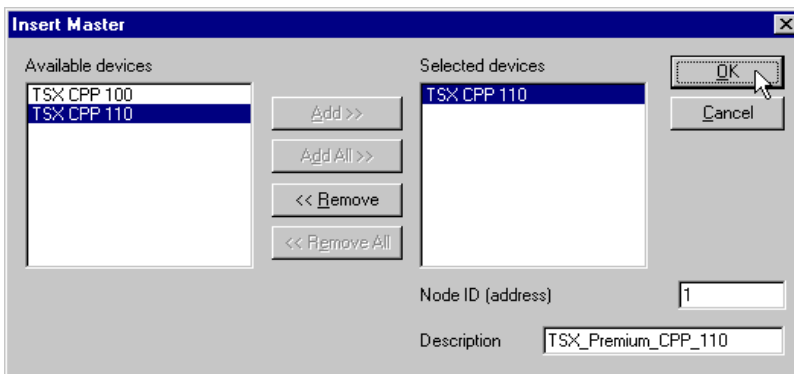 Insert Master
Available devices
TSX CPP 100
TSX CPP 110
Add >>
Add All >>
<< Remove
<< Remove All
Selected devices
TSX CPP 110
OK
Cancel
Node ID (address) 1
Description TSX_Premium_CPP_110